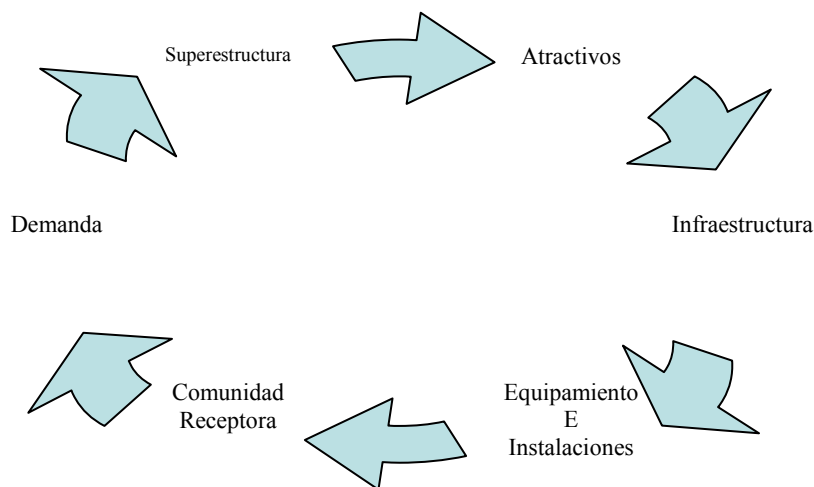 Superestructura
Atractivos
Demanda
Infraestructura
Comunidad
Receptora
Equipamiento
E
Instalaciones